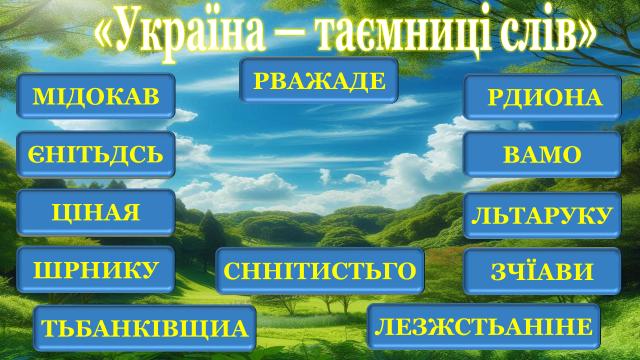 «Україна – таємниці слів»
РВАЖАДЕ
МІДОКАВ
РДИОНА
ЄНІТЬДСЬ
ВАМО
ЦІНАЯ
ЛЬТАРУКУ
ШРНИКУ
СННІТИСТЬГО
ЗЧЇАВИ
ТЬБАНКІВЩИА
ЛЕЗЖСТЬАНІНЕ